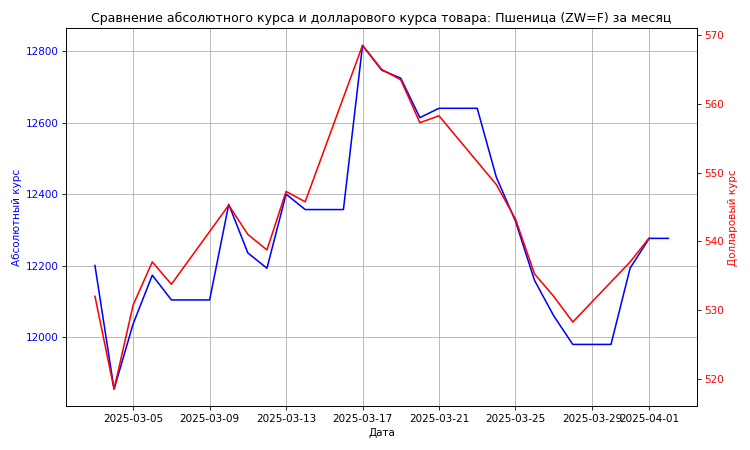 Сравнение абсолютного курса и долларового курса товара: Пшеница (ZW=F) за месяц
12800
12600
12400
12200
12000
Абсолютный курс
570
560
550
540
530
520
Долларовый курс
2025-03-05 2025-03-09 2025-03-13 2025-03-17 2025-03-21 2025-03-25 2025-03-29 2025-04-01
Дата